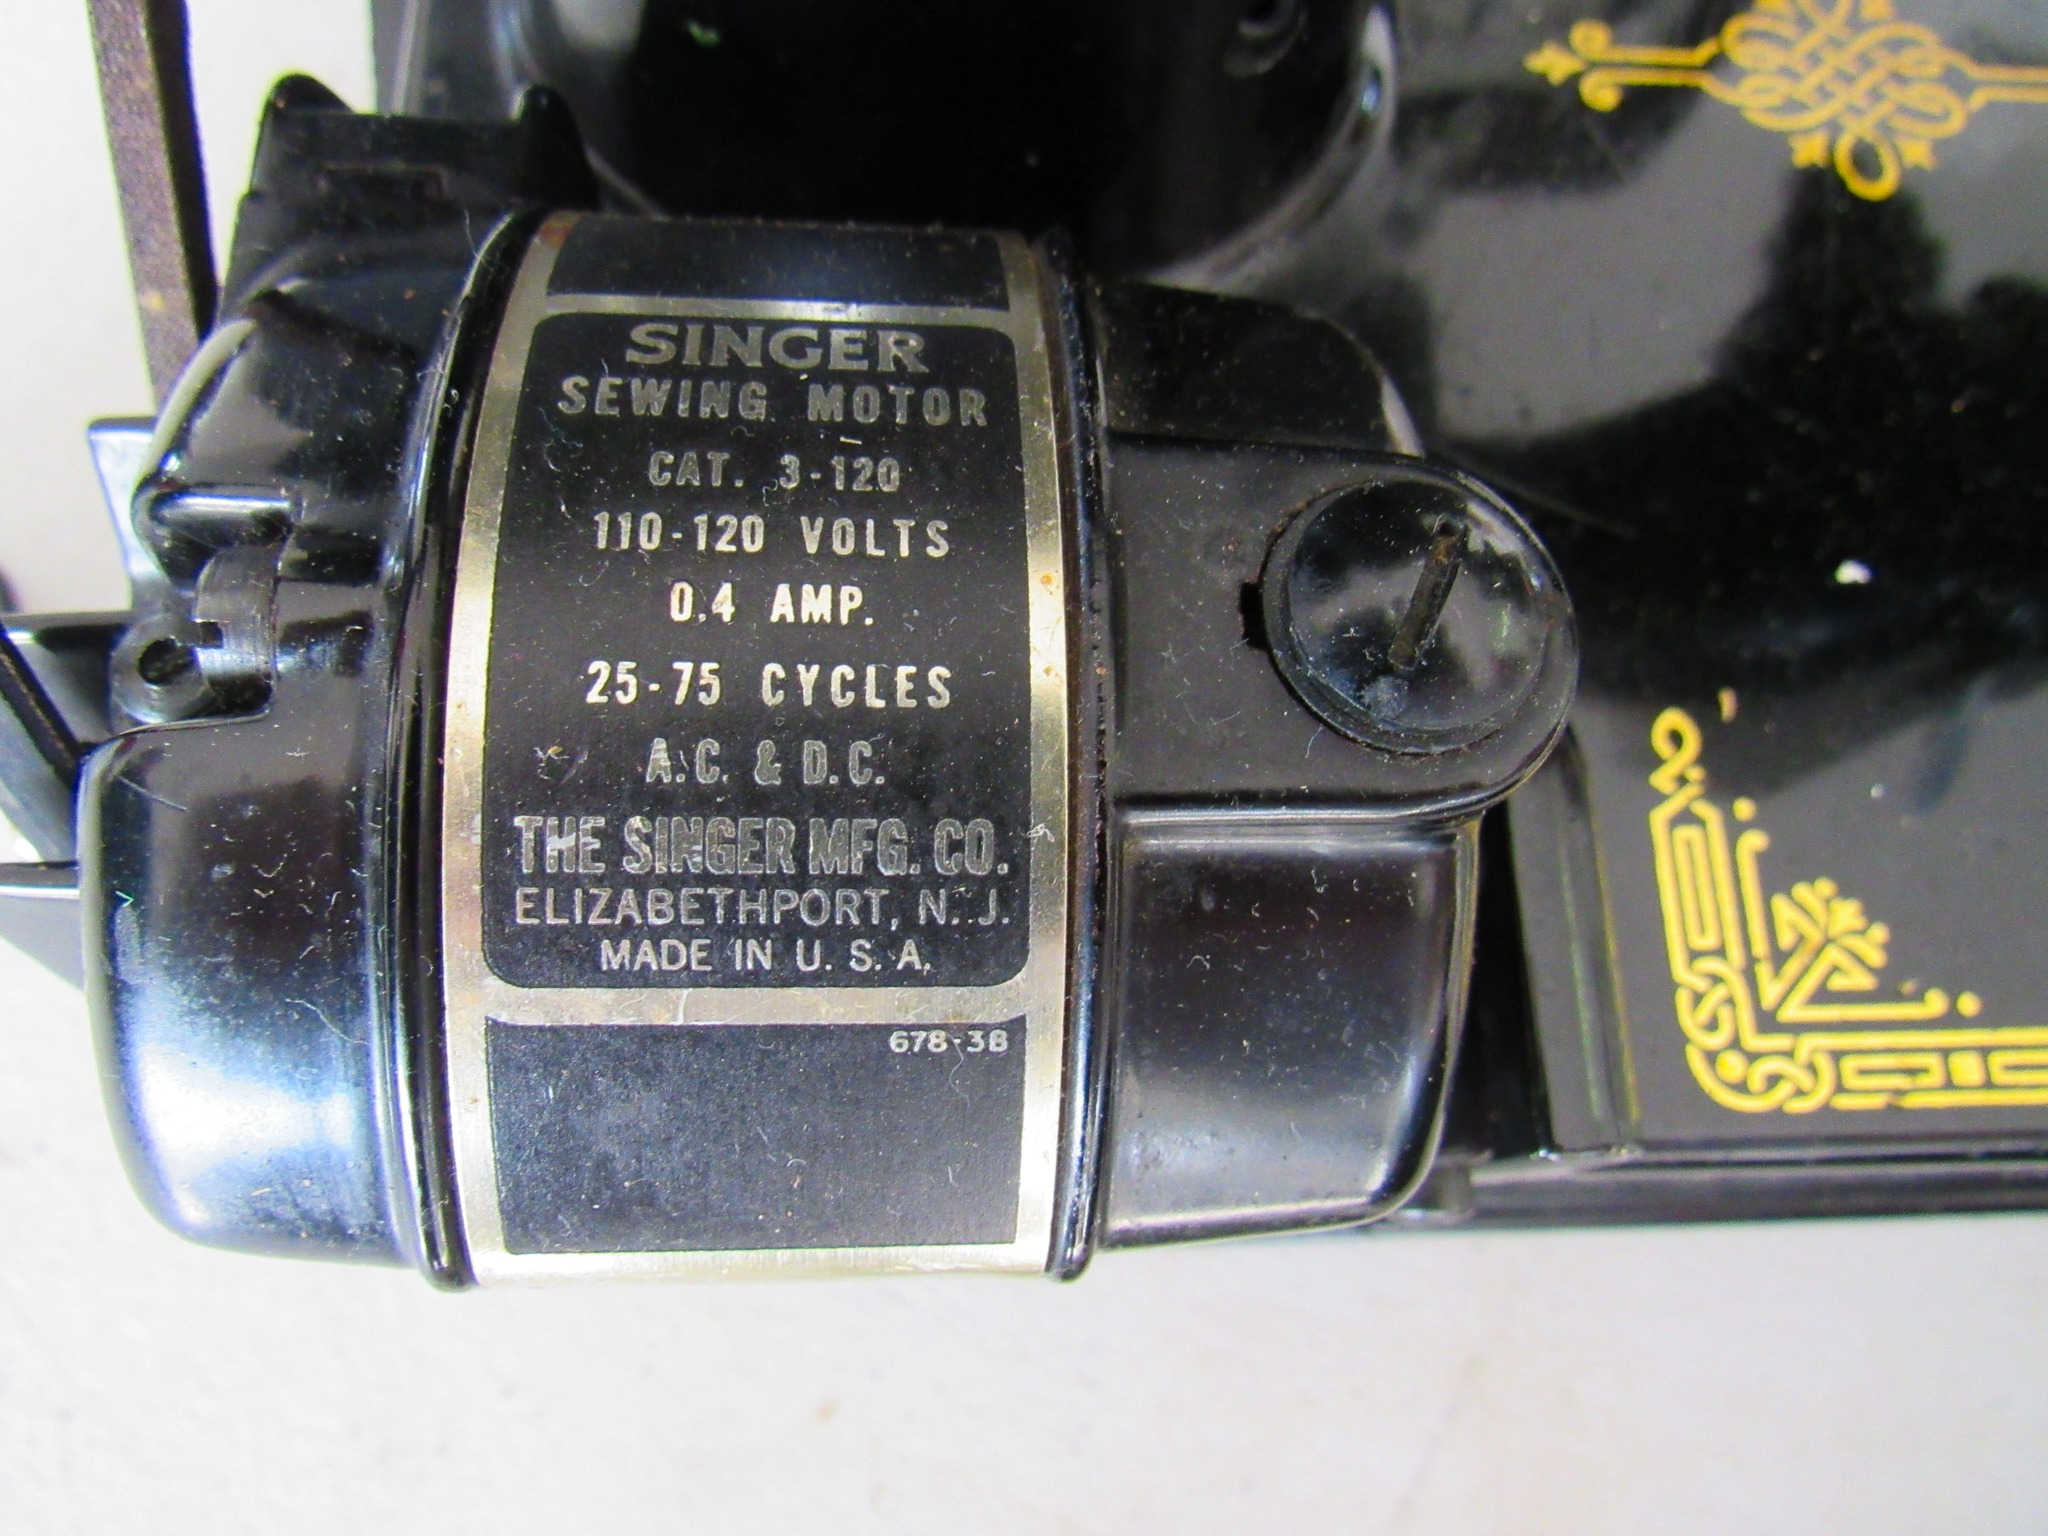 SINGER
SEWING MOTOR
CAT. 3-120
110-120 VOLTS
0.4 AMP.
25-75 CYCLES
A.C. & D.C.
THE SINGER MFG. CO.
ELIZABETHPORT, N. J.
MADE IN U. S. A.
678-3B